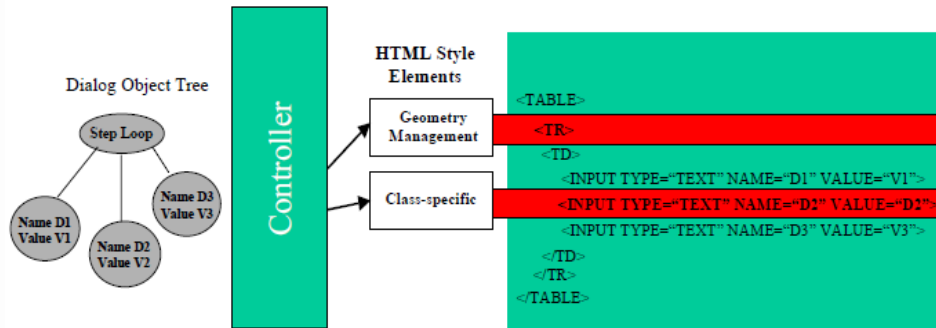 Dialog Object Tree
Step Loop
Name D1
Value V1
Name D2
Value V2
Name D3
Value V3
Controller
HTML Style
Elements
Geometry
Management
Class-specific
<TABLE>
<TR>
<TD>
<INPUT TYPE=“TEXT” NAME=“D1” VALUE=“V1”>
<INPUT TYPE=“TEXT” NAME=“D2” VALUE=“D2”>
<INPUT TYPE=“TEXT” NAME=“D3” VALUE=“V3”>
</TD>
</TR>
</TABLE>